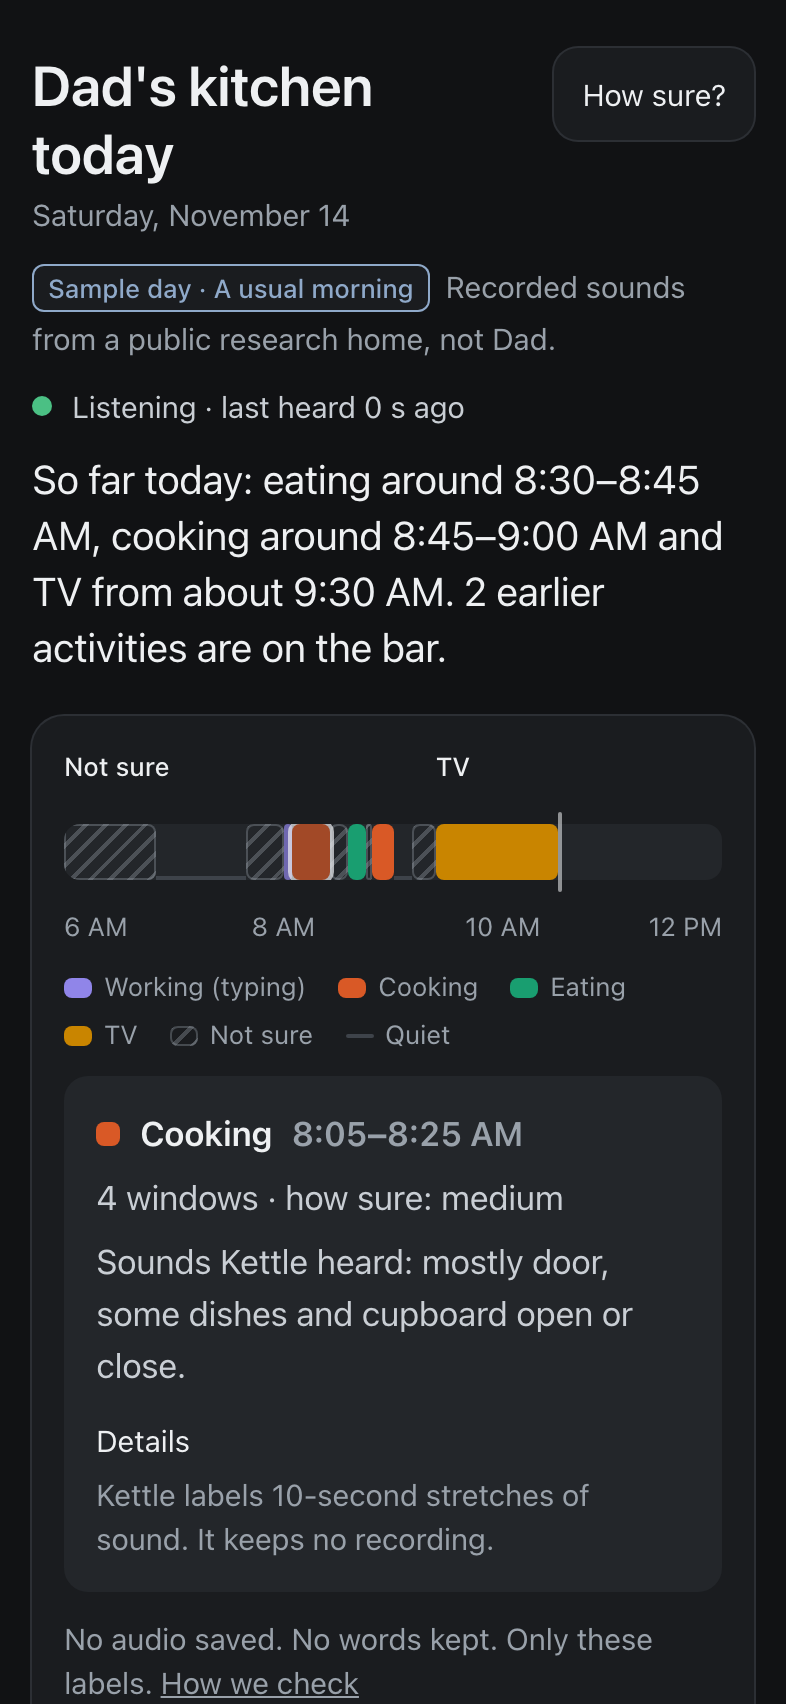 Dad's kitchen
today
How sure?
Saturday, November 14
Sample day · A usual morning Recorded sounds
from a public research home, not Dad.
Listening · last heard 0 s ago
So far today: eating around 8:30–8:45
AM, cooking around 8:45–9:00 AM and
TV from about 9:30 AM. 2 earlier
activities are on the bar.
Not sure TV
6 AM 8 AM 10 AM 12 PM
Working (typing) Cooking Eating
TV Not sure Quiet
Cooking 8:05–8:25 AM
4 windows · how sure: medium
Sounds Kettle heard: mostly door,
some dishes and cupboard open or
close.
Details
Kettle labels 10-second stretches of
sound. It keeps no recording.
No audio saved. No words kept. Only these
labels. How we check